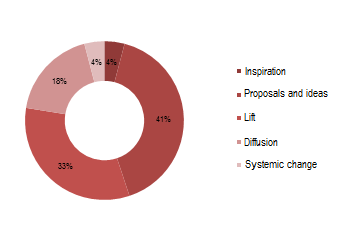 4%
4%
18%
41%
33%
Inspiration
Proposals and ideas
Lift
Diffusion
Systemic change